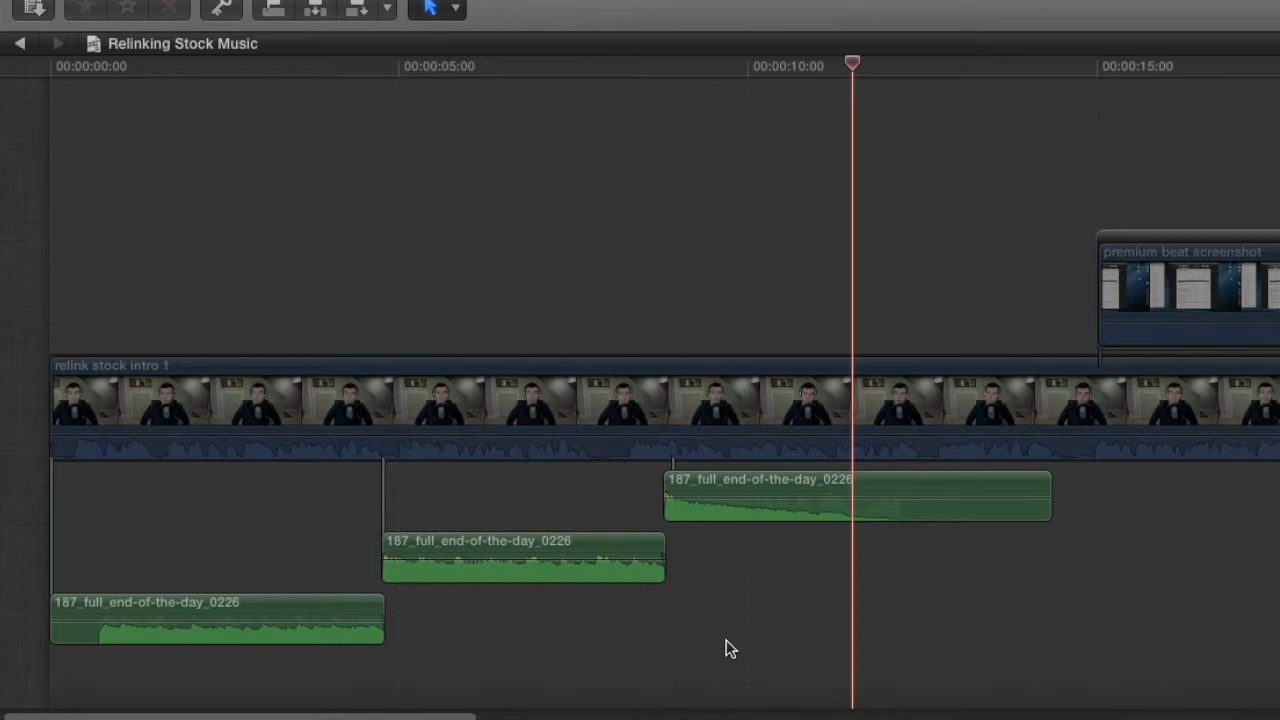 Relinking Stock Music
00:00:00:00
00:00:05:00
00:00:10:00
00:00:15:00
premium beat screenshot
relink stock intro 1
187_full_end-of-the-day_0226
187_full_end-of-the-day_0226
187_full_end-of-the-day_0226